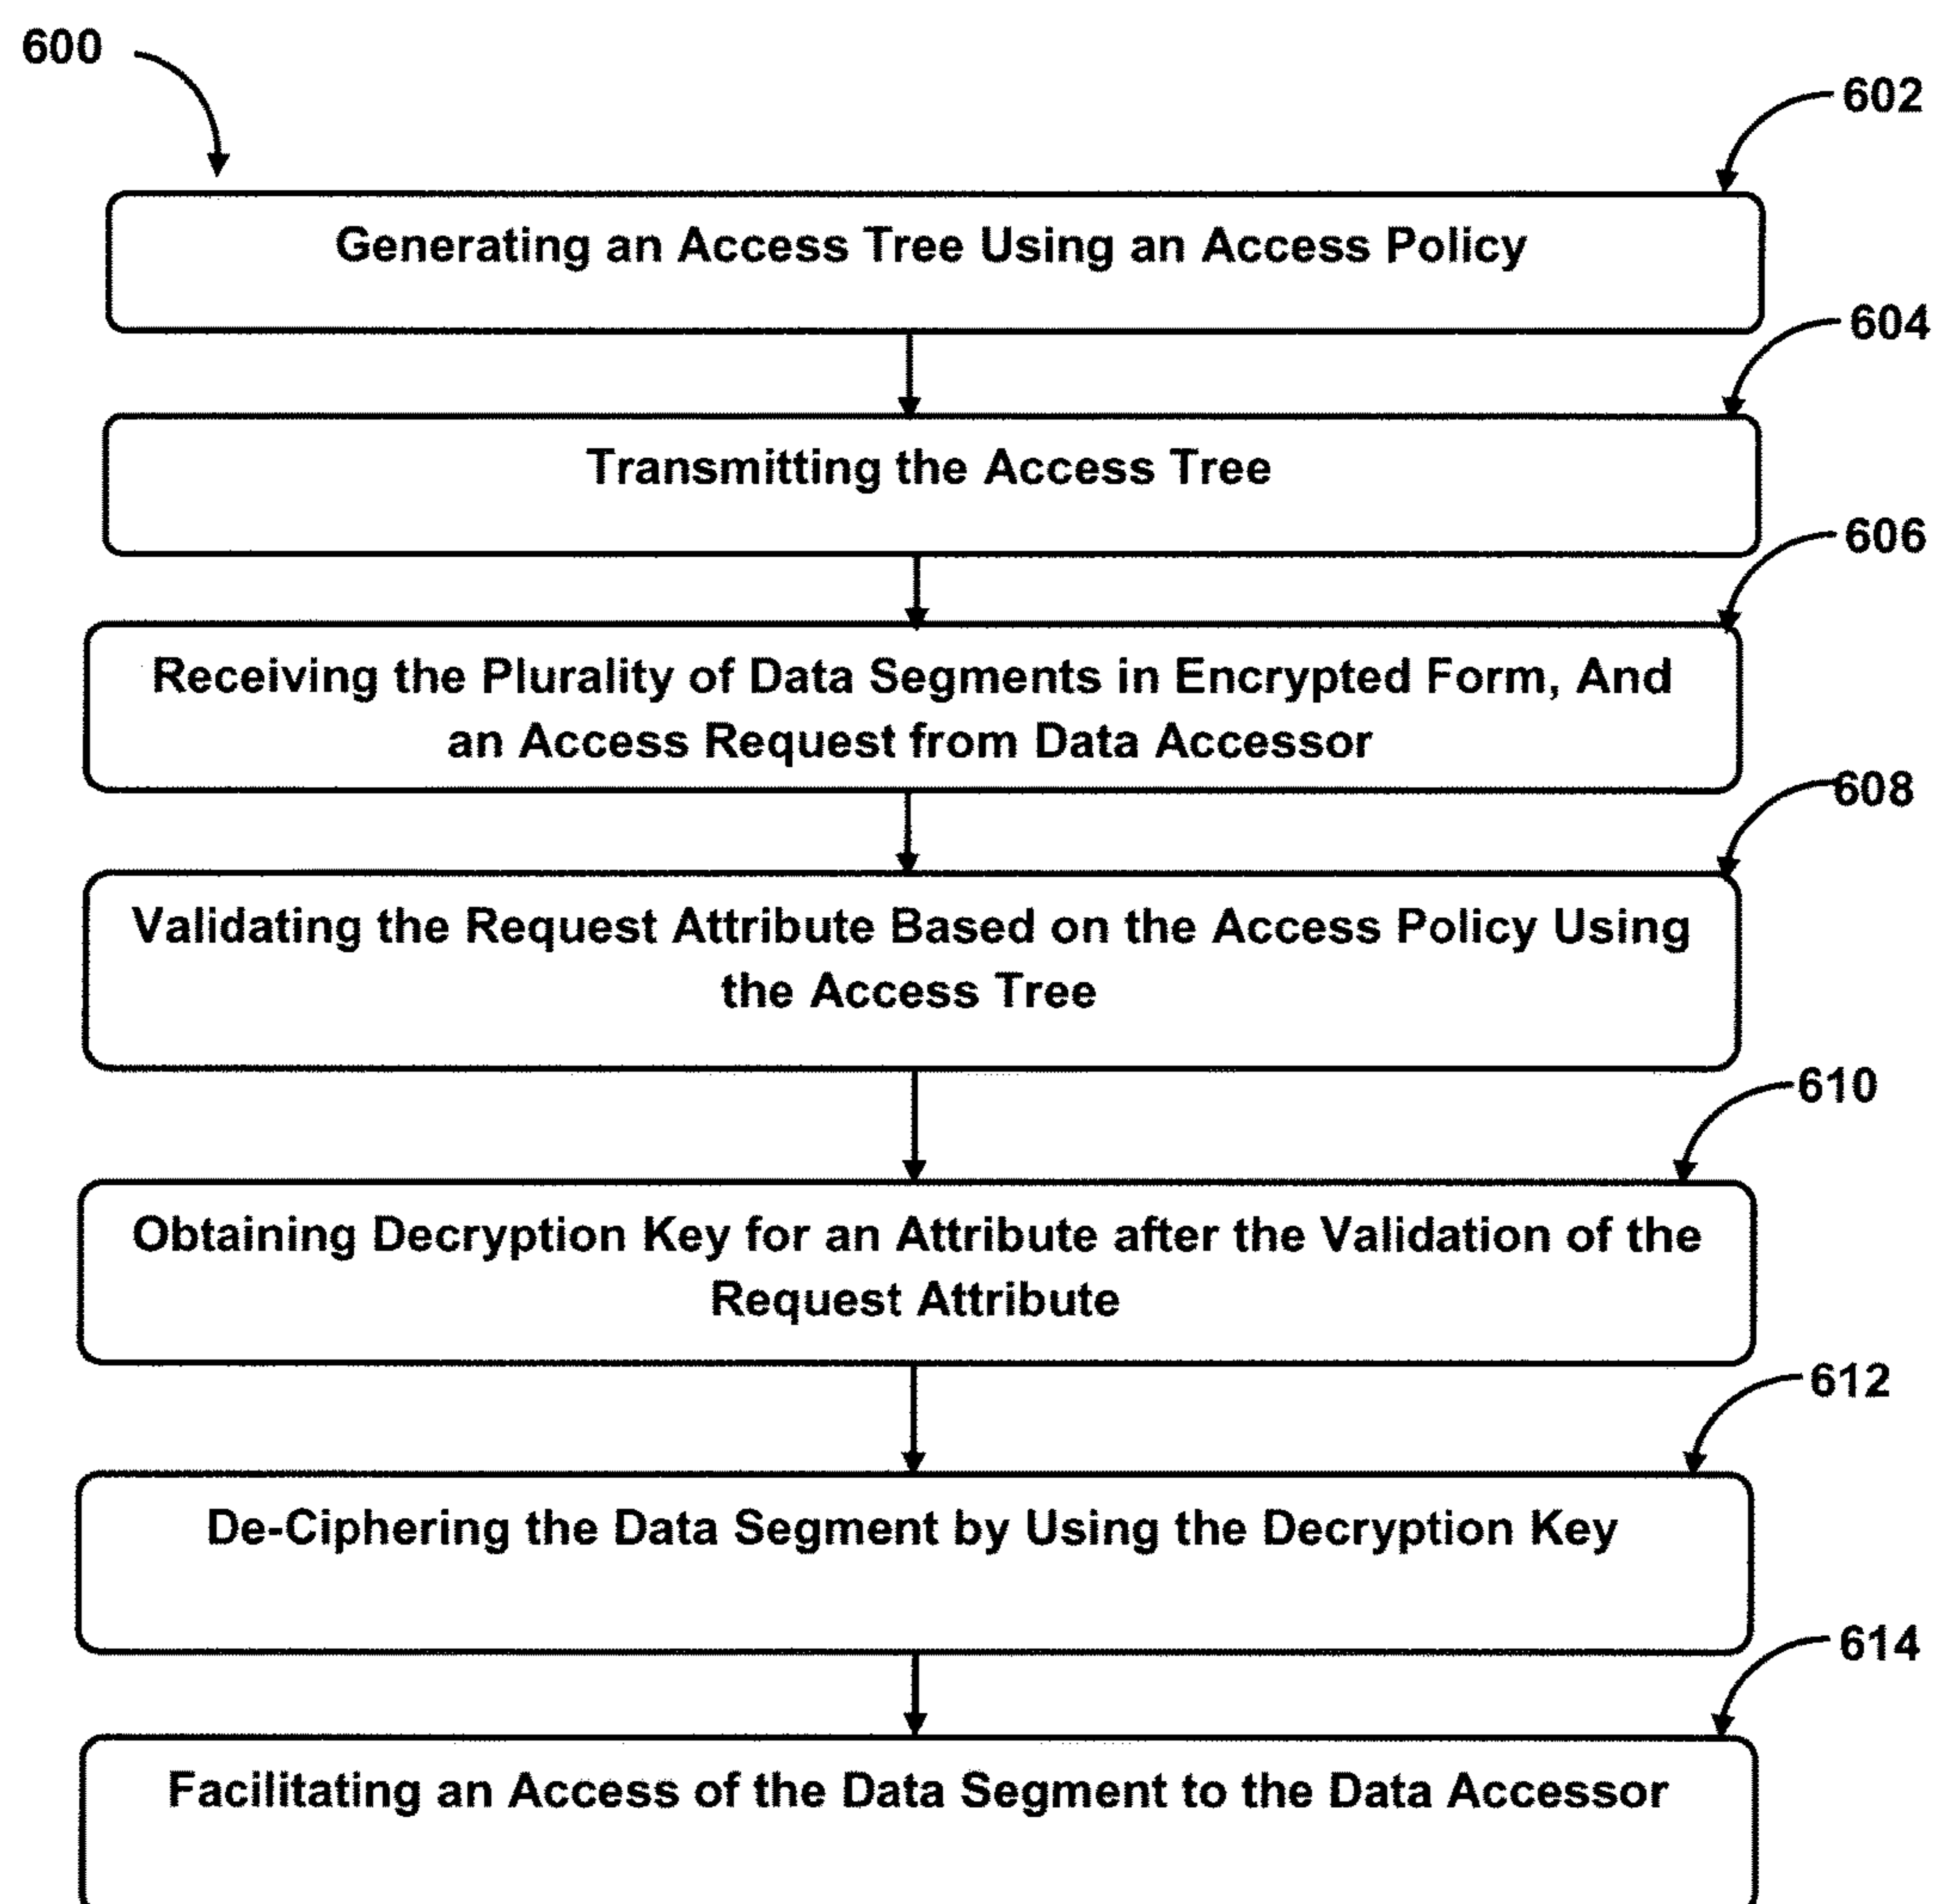 600
602
Generating an Access Tree Using an Access Policy
604
Transmitting the Access Tree
606
Receiving the Plurality of Data Segments in Encrypted Form, And
an Access Request from Data Accessor
608
Validating the Request Attribute Based on the Access Policy Using
the Access Tree
610
Obtaining Decryption Key for an Attribute after the Validation of the
Request Attribute
612
De-Ciphering the Data Segment by Using the Decryption Key
614
Facilitating an Access of the Data Segment to the Data Accessor